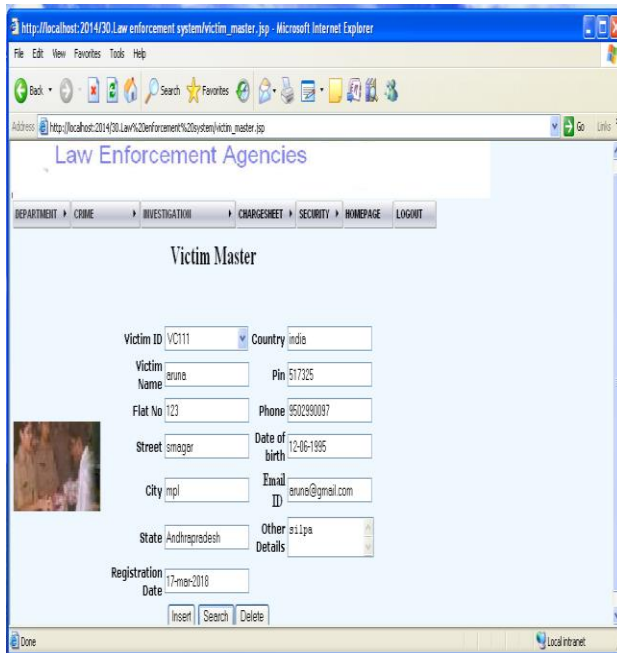 http://localhost:2014/30.Law enforcement system/victim_master.jsp - Microsoft Internet Explorer
File Edit View Favorites Tools Help
Back Search Favorites
Address http://localhost:2014/30.Law%20enforcement%20system/victim_master.jsp Go Links
Law Enforcement Agencies
DEPARTMENT CRIME INVESTIGATION CHARGESHEET SECURITY HOMEPAGE LOGOUT
Victim Master
Victim ID VC111 Country india
Victim Name aruna Pin 517325
Flat No 123 Phone 9502990097
Street smagar Date of birth 12-06-1995
City mpl Email ID aruna@gmail.com
State Andhrapradesh Other Details silpa
Registration Date 17-mar-2018
Insert Search Delete
Done Local intranet